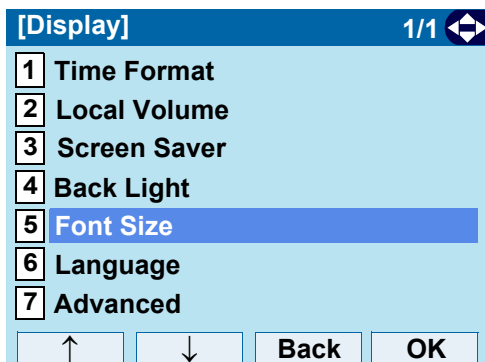 [Display] 1/1
1 Time Format
2 Local Volume
3 Screen Saver
4 Back Light
5 Font Size
6 Language
7 Advanced
↑ ↓ Back OK